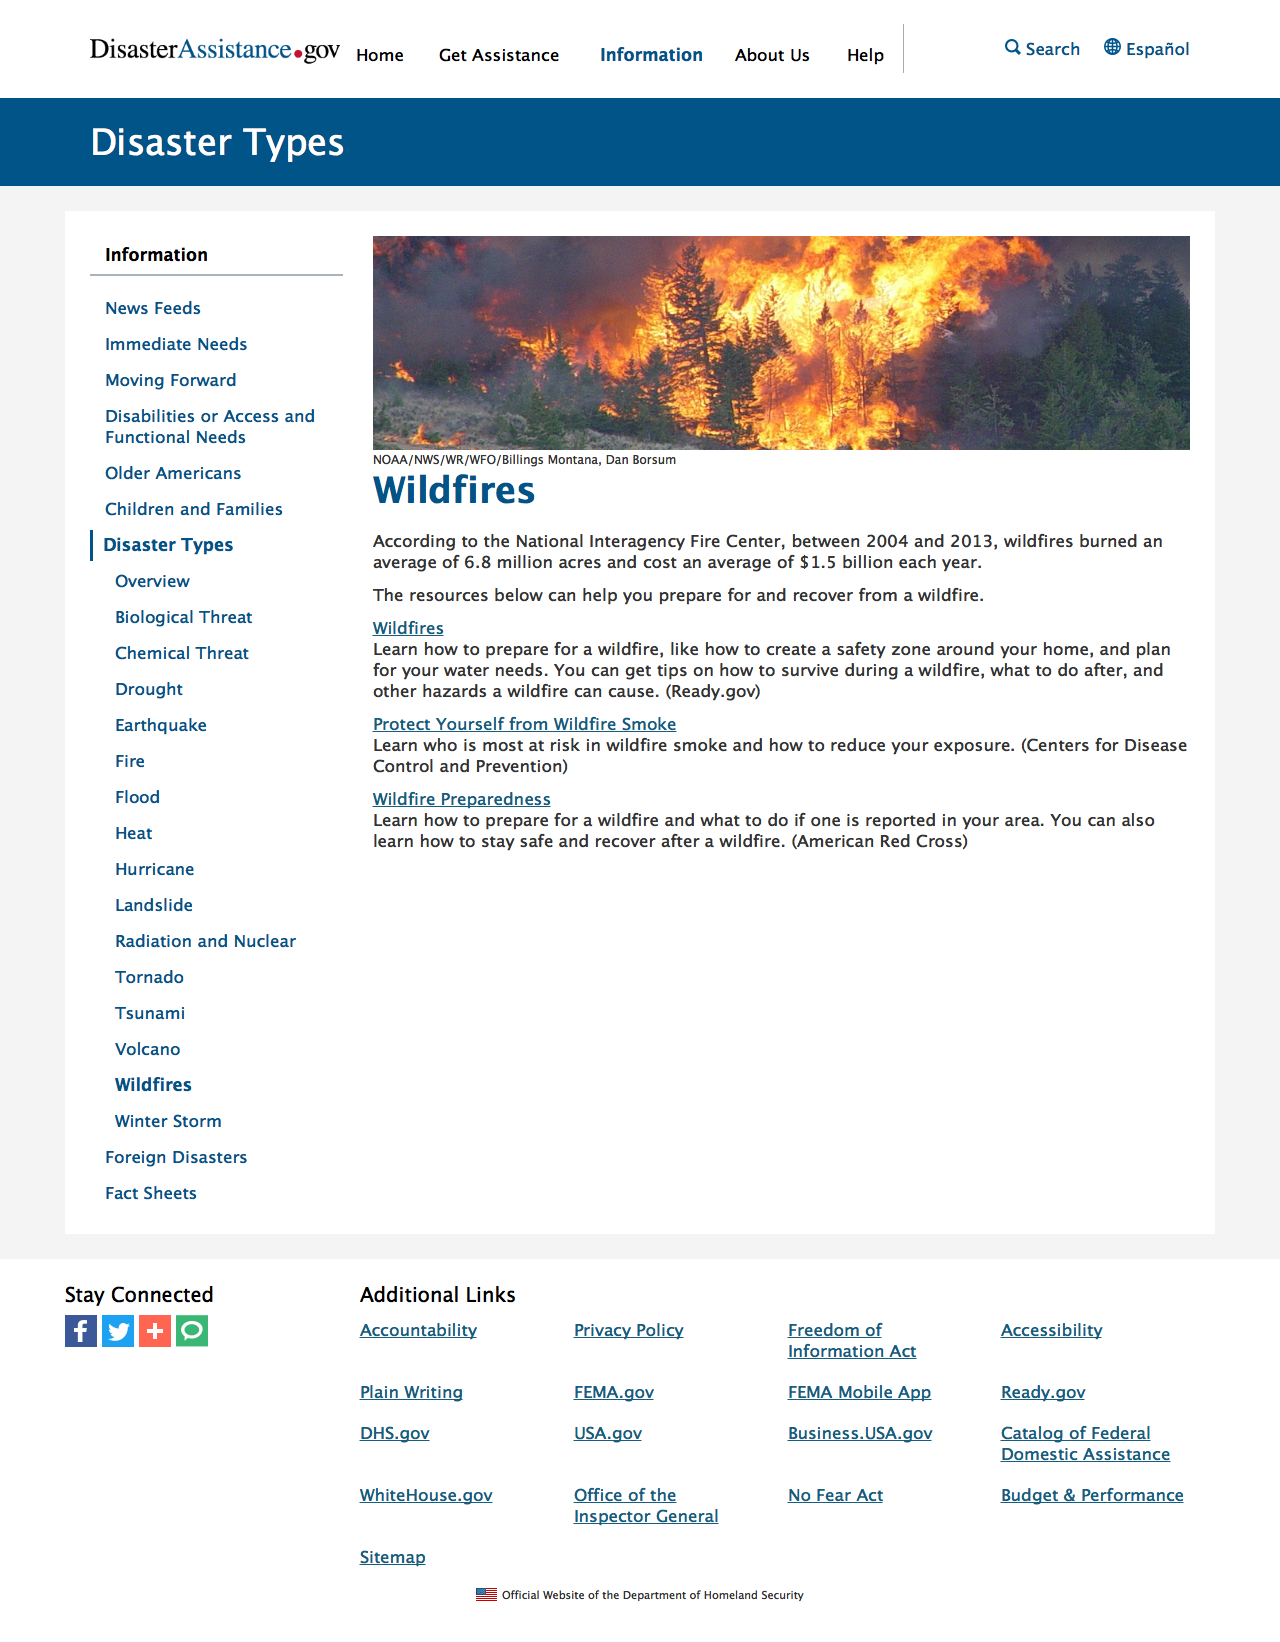 DisasterAssistance.gov
Home Get Assistance Information About Us Help
Search Español
Disaster Types
Information
News Feeds
Immediate Needs
Moving Forward
Disabilities or Access and
Functional Needs
Older Americans
Children and Families
Disaster Types
Overview
Biological Threat
Chemical Threat
Drought
Earthquake
Fire
Flood
Heat
Hurricane
Landslide
Radiation and Nuclear
Tornado
Tsunami
Volcano
Wildfires
Winter Storm
Foreign Disasters
Fact Sheets
NOAA/NWS/WR/WFO/Billings Montana, Dan Borsum
Wildfires
According to the National Interagency Fire Center, between 2004 and 2013, wildfires burned an
average of 6.8 million acres and cost an average of $1.5 billion each year.
The resources below can help you prepare for and recover from a wildfire.
Wildfires
Learn how to prepare for a wildfire, like how to create a safety zone around your home, and plan
for your water needs. You can get tips on how to survive during a wildfire, what to do after, and
other hazards a wildfire can cause. (Ready.gov)
Protect Yourself from Wildfire Smoke
Learn who is most at risk in wildfire smoke and how to reduce your exposure. (Centers for Disease
Control and Prevention)
Wildfire Preparedness
Learn how to prepare for a wildfire and what to do if one is reported in your area. You can also
learn how to stay safe and recover after a wildfire. (American Red Cross)
Stay Connected
Additional Links
Accountability Privacy Policy Freedom of Accessibility
Information Act
Plain Writing FEMA.gov FEMA Mobile App Ready.gov
DHS.gov USA.gov Business.USA.gov Catalog of Federal
Domestic Assistance
WhiteHouse.gov Office of the No Fear Act Budget & Performance
Inspector General
Sitemap
Official Website of the Department of Homeland Security